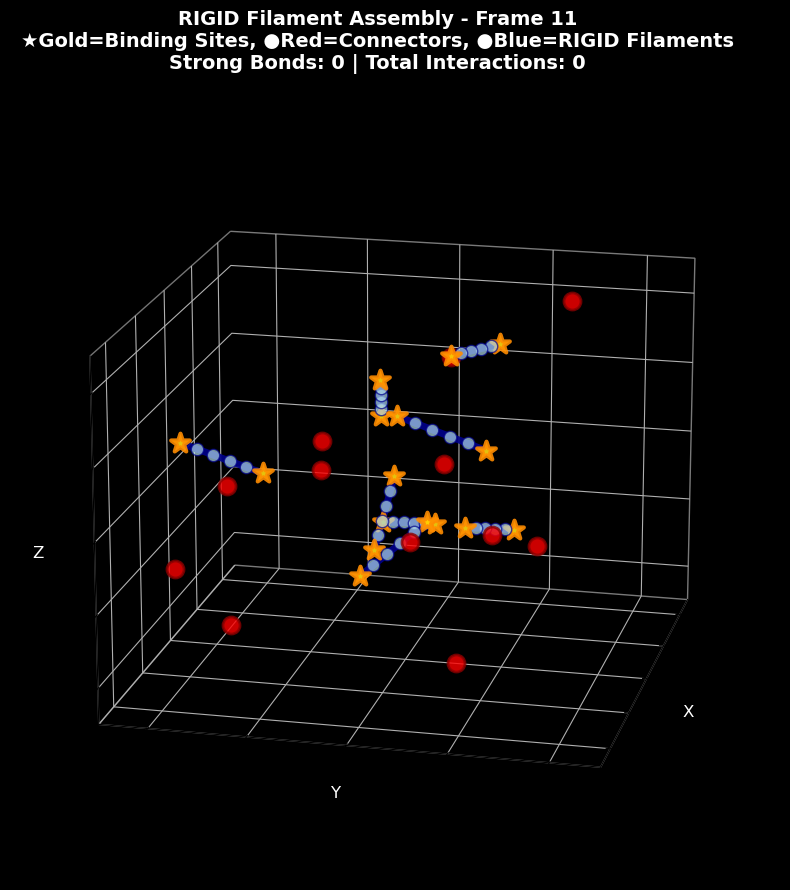 RIGID Filament Assembly - Frame 11
★Gold=Binding Sites, ●Red=Connectors, ●Blue=RIGID Filaments
Strong Bonds: 0 | Total Interactions: 0
Z
X
Y